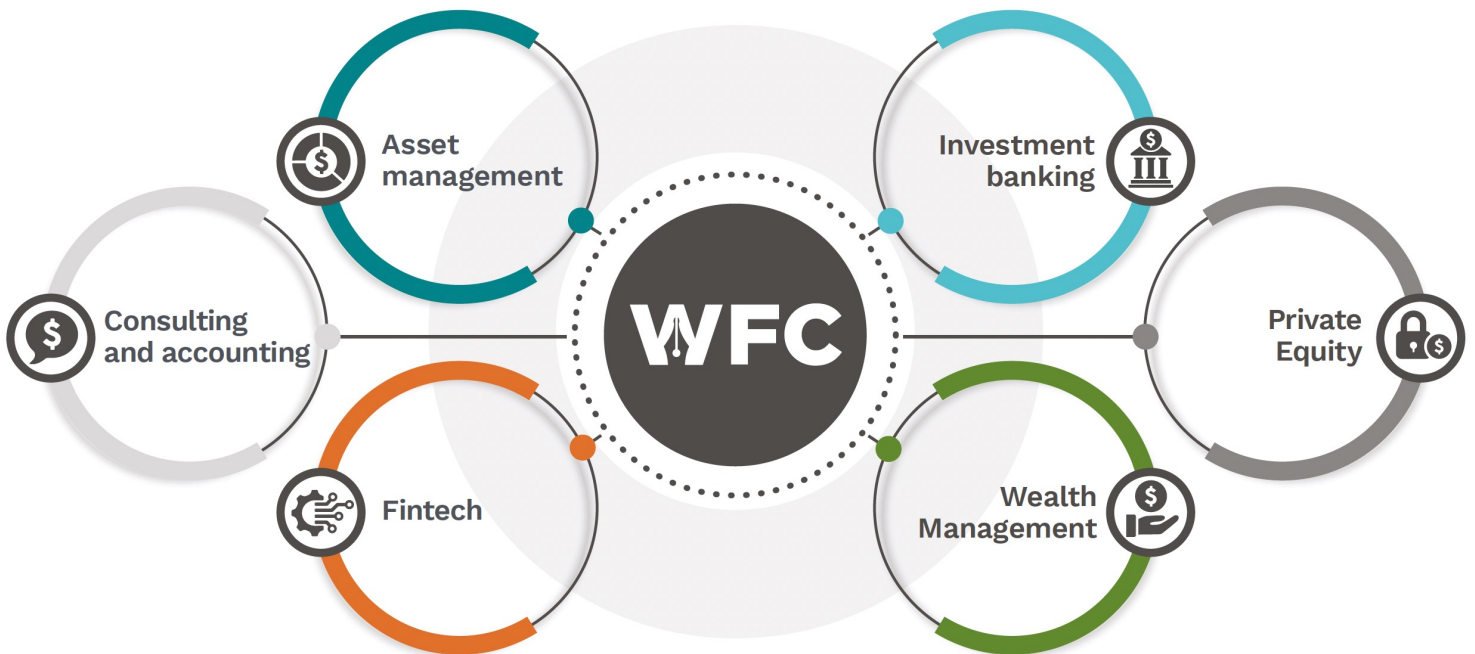 Asset
management
Investment
banking
Consulting
and accounting
WFC
Private
Equity
Fintech
Wealth
Management